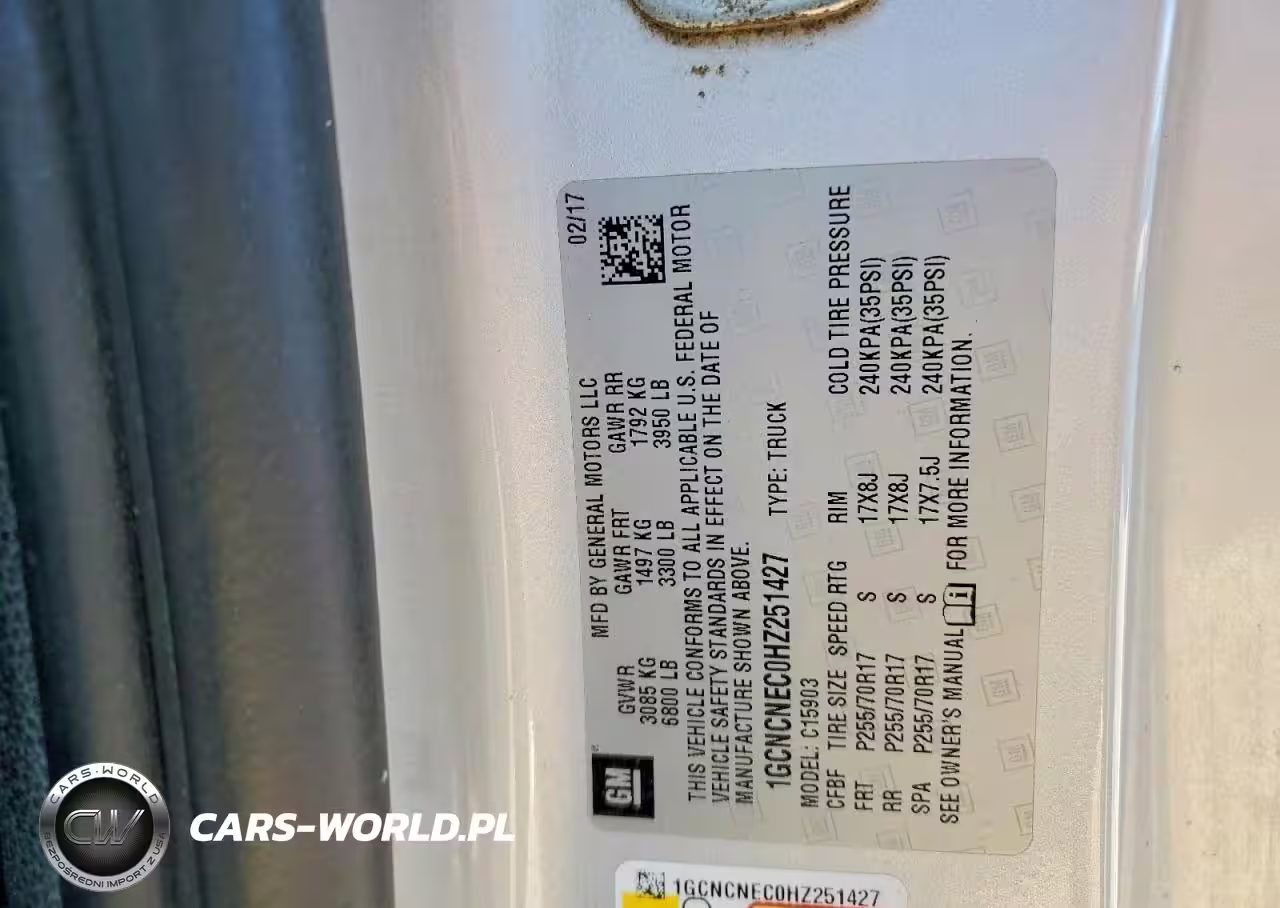 02/17
MFD BY GENERAL MOTORS LLC
GVWR GAWR FRT GAWR RR
3085 KG 1497 KG 1792 KG
6800 LB 3300 LB 3950 LB
GM
THIS VEHICLE CONFORMS TO ALL APPLICABLE U.S. FEDERAL MOTOR
VEHICLE SAFETY STANDARDS IN EFFECT ON THE DATE OF
MANUFACTURE SHOWN ABOVE.
1GCNCNEC0HZ251427 TYPE: TRUCK
MODEL: C15903
CFBF TIRE SIZE SPEED RTG RIM COLD TIRE PRESSURE
FRT P255/70R17 S 17X8J 240KPA(35PSI)
RR P255/70R17 S 17X8J 240KPA(35PSI)
SPA P255/70R17 S 17X7.5J 240KPA(35PSI)
SEE OWNER'S MANUAL FOR MORE INFORMATION.
1GCNCNEC0HZ251427
CARS-WORLD
CW
BEZPOŚREDNI IMPORT Z USA
CARS-WORLD.PL